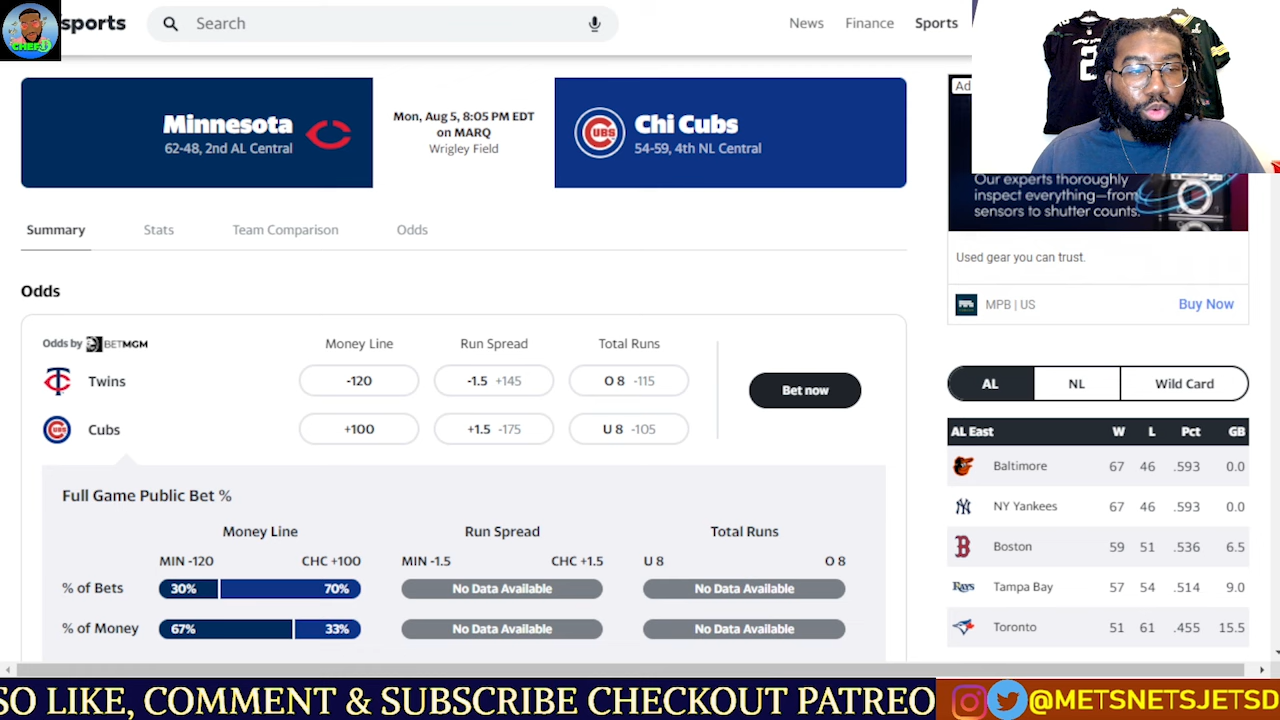 CHEF
sports
Search
News Finance Sports
Minnesota
62-48, 2nd AL Central
Mon, Aug 5, 8:05 PM EDT
on MARQ
Wrigley Field
CUBS
Chi Cubs
54-59, 4th NL Central
Ad
Our experts thoroughly
inspect everything—from
sensors to shutter counts.
Used gear you can trust.
MPB | US Buy Now
Summary Stats Team Comparison Odds
Odds
Odds by BETMGM Money Line Run Spread Total Runs
Twins -120 -1.5 +145 O 8 -115
Cubs +100 +1.5 -175 U 8 -105
Bet now
Full Game Public Bet %
Money Line Run Spread Total Runs
MIN -120 CHC +100 MIN -1.5 CHC +1.5 U 8 O 8
% of Bets 30% 70% No Data Available No Data Available
% of Money 67% 33% No Data Available No Data Available
AL NL Wild Card
AL East W L Pct GB
Baltimore 67 46 .593 0.0
NY Yankees 67 46 .593 0.0
Boston 59 51 .536 6.5
Rays Tampa Bay 57 54 .514 9.0
Toronto 51 61 .455 15.5
SO LIKE, COMMENT & SUBSCRIBE CHECKOUT PATREO
@METSNETSJETSD